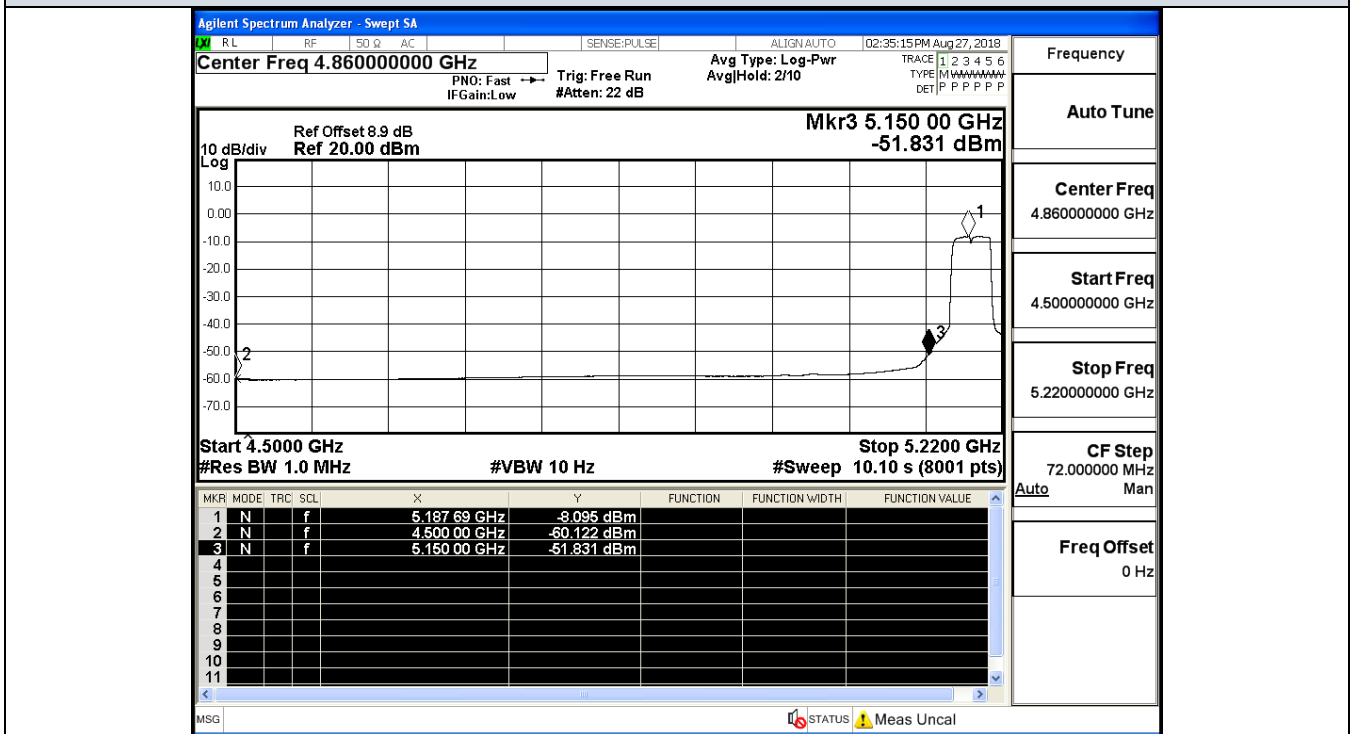 Agilent Spectrum Analyzer - Swept SA
LXI RL RF 50 Ω AC SENSE:PULSE ALIGN AUTO 02:35:15 PM Aug 27, 2018
Center Freq 4.860000000 GHz
PNO: Fast
IFGain:Low
Trig: Free Run
#Atten: 22 dB
Avg Type: Log-Pwr
Avg|Hold: 2/10
TRACE 1 2 3 4 5 6
TYPE M
DET P P P P P P
Mkr3 5.150 00 GHz
-51.831 dBm
Ref Offset 8.9 dB
10 dB/div Ref 20.00 dBm
Log
10.0
0.00
-10.0
-20.0
-30.0
-40.0
-50.0
-60.0
-70.0
1
2
3
Start 4.5000 GHz Stop 5.2200 GHz
#Res BW 1.0 MHz #VBW 10 Hz #Sweep 10.10 s (8001 pts)
MKR MODE TRC SCL X Y FUNCTION FUNCTION WIDTH FUNCTION VALUE
1 N f 5.187 69 GHz -8.095 dBm
2 N f 4.500 00 GHz -60.122 dBm
3 N f 5.150 00 GHz -51.831 dBm
4
5
6
7
8
9
10
11
MSG STATUS Meas Uncal
Frequency
Auto Tune
Center Freq
4.860000000 GHz
Start Freq
4.500000000 GHz
Stop Freq
5.220000000 GHz
CF Step
72.000000 MHz
Auto Man
Freq Offset
0 Hz